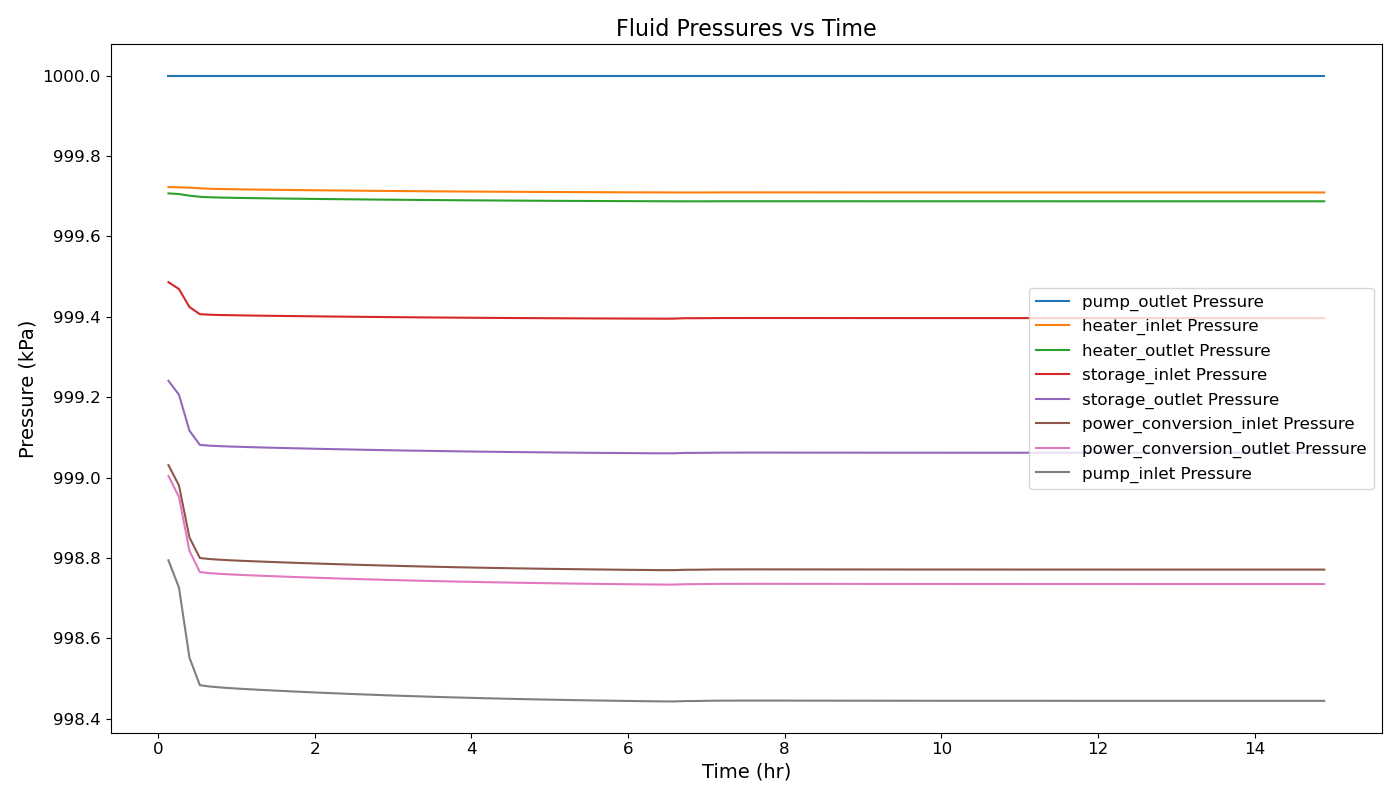 Fluid Pressures vs Time
Pressure (kPa)
1000.0
999.8
999.6
999.4
999.2
999.0
998.8
998.6
998.4
pump_outlet Pressure
heater_inlet Pressure
heater_outlet Pressure
storage_inlet Pressure
storage_outlet Pressure
power_conversion_inlet Pressure
power_conversion_outlet Pressure
pump_inlet Pressure
0 2 4 6 8 10 12 14
Time (hr)